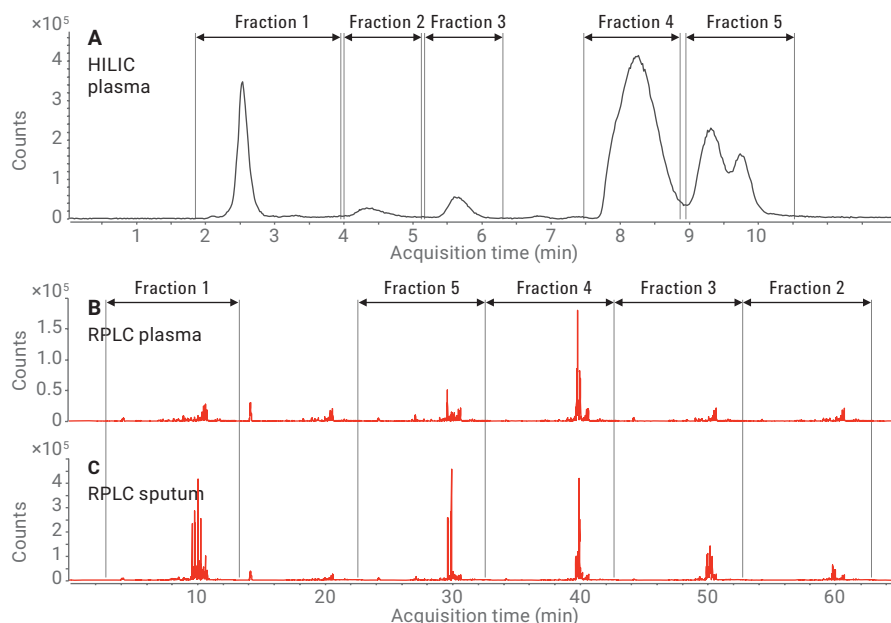 Fraction 1 Fraction 2 Fraction 3 Fraction 4 Fraction 5
×10⁵
A
HILIC
plasma
Counts
4
3
2
1
0
1 2 3 4 5 6 7 8 9 10
Acquisition time (min)
Fraction 1 Fraction 5 Fraction 4 Fraction 3 Fraction 2
×10⁵
B
RPLC plasma
Counts
1.5
1.0
0.5
0
×10⁵
C
RPLC sputum
Counts
4
3
2
1
0
10 20 30 40 50 60
Acquisition time (min)